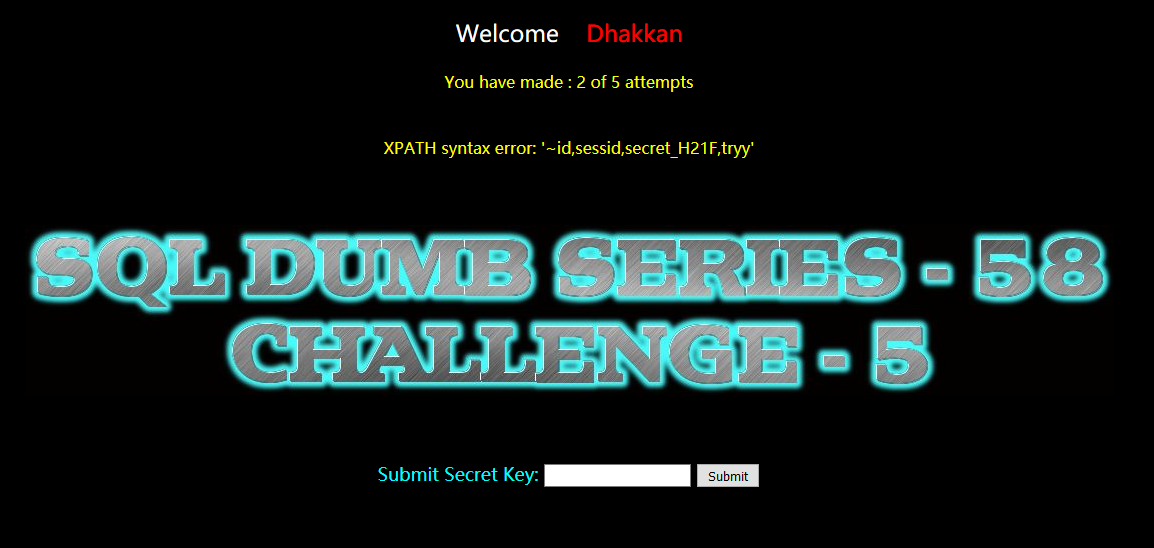 Welcome Dhakkan
You have made : 2 of 5 attempts
XPATH syntax error: '~id,sessid,secret_H21F,tryy'
SQL DUMB SERIES - 58
CHALLENGE - 5
Submit Secret Key: Submit